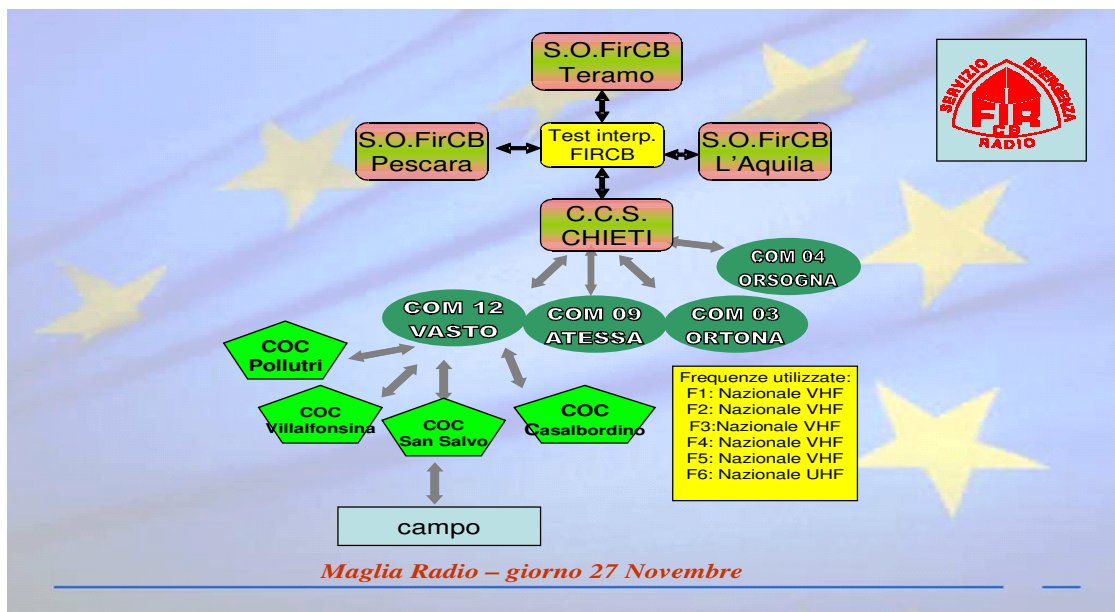 S.O.FirCB
Teramo
SERVIZIO EMERGENZA
FIR
CB
RADIO
S.O.FirCB
Pescara
Test interp.
FIRCB
S.O.FirCB
L'Aquila
C.C.S.
CHIETI
COM 04
ORSOGNA
COM 12
VASTO
COM 09
ATESSA
COM 03
ORTONA
COC
Pollutri
COC
Villalfonsina
COC
San Salvo
COC
Casalbordino
Frequenze utilizzate:
F1: Nazionale VHF
F2: Nazionale VHF
F3:Nazionale VHF
F4: Nazionale VHF
F5: Nazionale VHF
F6: Nazionale UHF
campo
Maglia Radio – giorno 27 Novembre